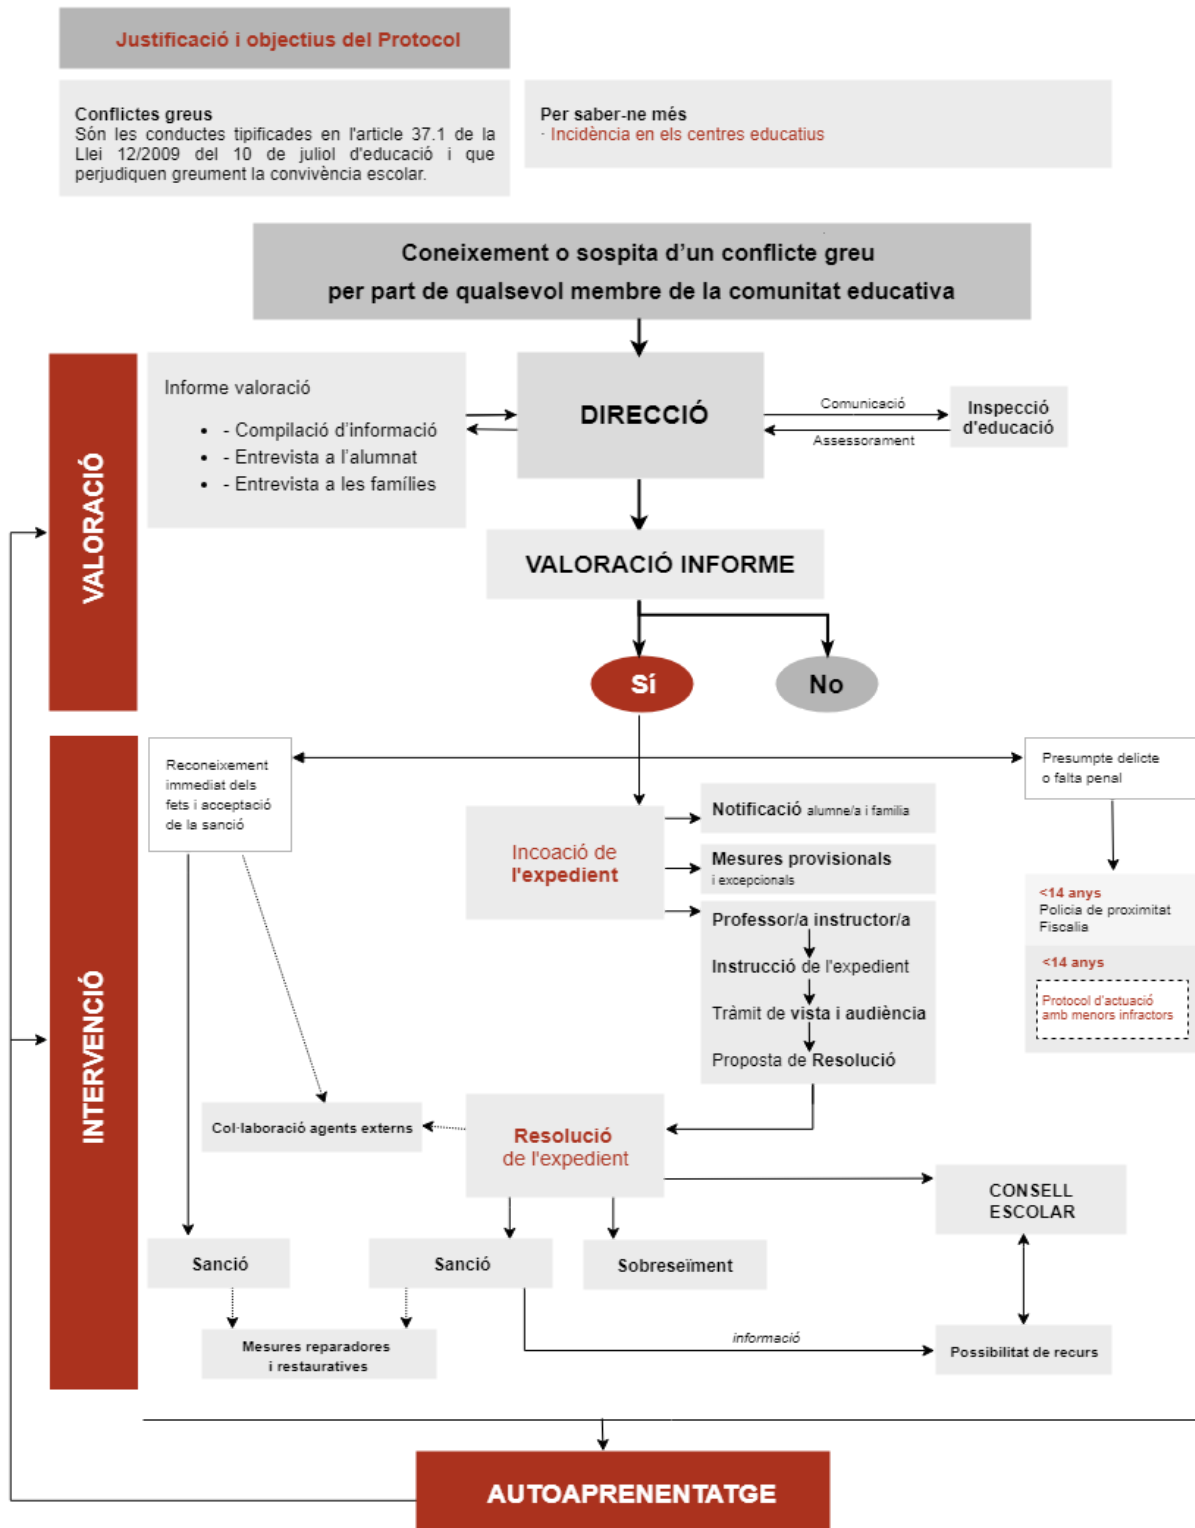 Justificació i objectius del Protocol
Conflictes greus
Són les conductes tipificades en l'article 37.1 de la
Llei 12/2009 del 10 de juliol d'educació i que
perjudiquen greument la convivència escolar.
Per saber-ne més
· Incidència en els centres educatius
Coneixement o sospita d'un conflicte greu
per part de qualsevol membre de la comunitat educativa
VALORACIÓ
Informe valoració
• - Compilació d'informació
• - Entrevista a l'alumnat
• - Entrevista a les famílies
DIRECCIÓ
Comunicació
Assessorament
Inspecció
d'educació
VALORACIÓ INFORME
Sí
No
INTERVENCIÓ
Reconeixement
immediat dels
fets i acceptació
de la sanció
Presumpte delicte
o falta penal
Incoació de
l'expedient
Notificació alumne/a i familia
Mesures provisionals
i excepcionals
Professor/a instructor/a
Instrucció de l'expedient
Tràmit de vista i audiència
Proposta de Resolució
<14 anys
Policia de proximitat
Fiscalia
<14 anys
Protocol d'actuació
amb menors infractors
Col·laboració agents externs
Resolució
de l'expedient
CONSELL
ESCOLAR
Sanció
Sanció
Sobreseïment
Mesures reparadores
i restauratives
informació
Possibilitat de recurs
AUTOAPRENENTATGE